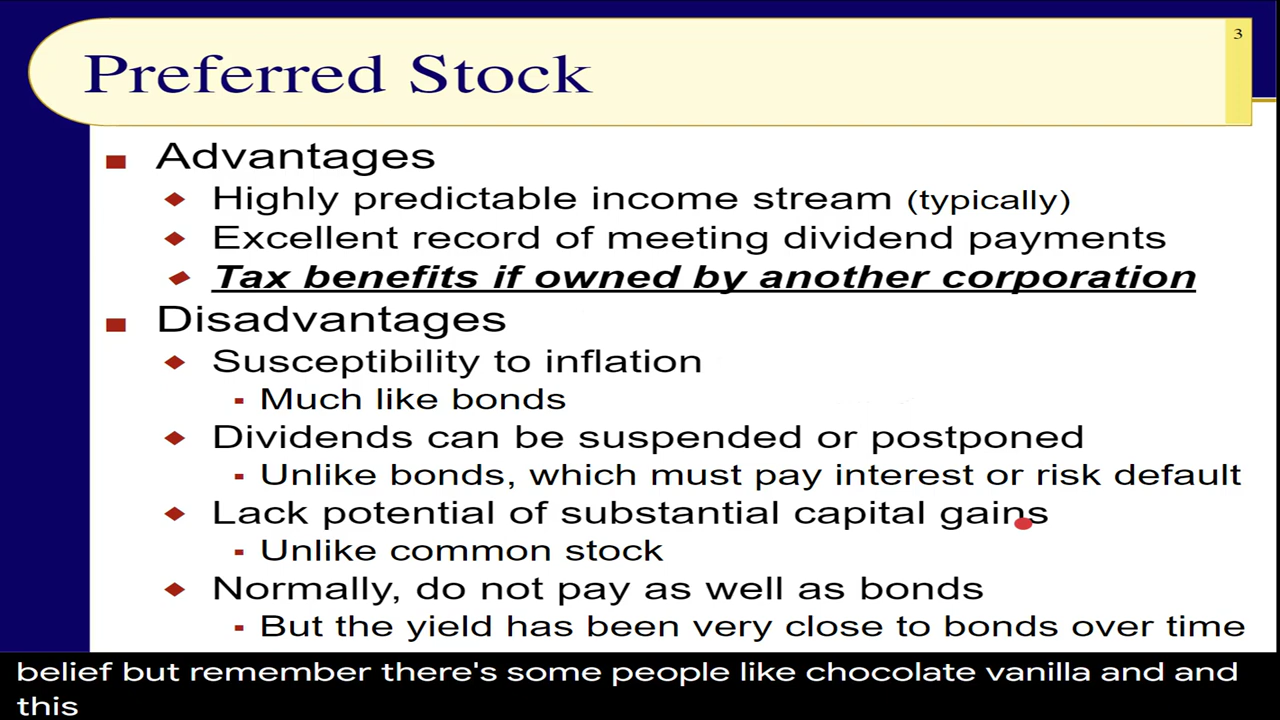 3
Preferred Stock
Advantages
Highly predictable income stream (typically)
Excellent record of meeting dividend payments
Tax benefits if owned by another corporation
Disadvantages
Susceptibility to inflation
Much like bonds
Dividends can be suspended or postponed
Unlike bonds, which must pay interest or risk default
Lack potential of substantial capital gains
Unlike common stock
Normally, do not pay as well as bonds
But the yield has been very close to bonds over time
belief but remember there's some people like chocolate vanilla and and
this